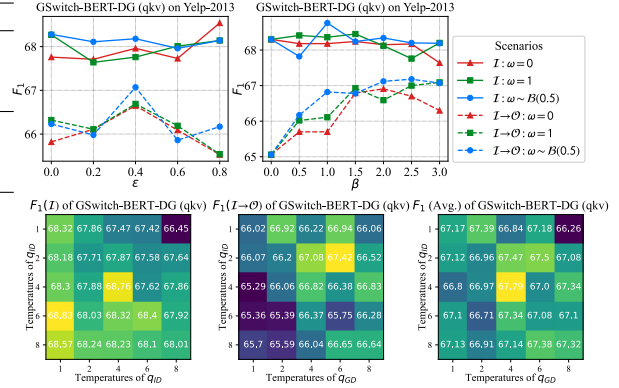 GSwitch-BERT-DG (qkv) on Yelp-2013
GSwitch-BERT-DG (qkv) on Yelp-2013
F₁
68
67
66
0.0 0.2 0.4 0.6 0.8
ε
F₁
68
67
66
65
0.0 0.5 1.0 1.5 2.0 2.5 3.0
β
Scenarios
I : ω = 0
I : ω = 1
I : ω ~ B(0.5)
I→O : ω = 0
I→O : ω = 1
I→O : ω ~ B(0.5)
F₁(I) of GSwitch-BERT-DG (qkv)
Temperatures of q_ID
1 68.32 67.86 67.47 67.42 66.45
2 68.18 67.71 67.87 67.58 67.64
4 68.3 67.88 68.76 67.62 67.86
6 68.83 68.03 68.32 68.4 67.92
8 68.57 68.24 68.23 68.1 68.01
1 2 4 6 8
Temperatures of q_ID
F₁(I→O) of GSwitch-BERT-DG (qkv)
Temperatures of q_ID
1 66.02 66.92 66.22 66.94 66.06
2 66.07 66.2 67.08 67.42
4 65.29 66.06 66.82 66.38 66.83
6 65.36 65.39 66.37 65.75 66.28
8 65.7 65.59 66.04 66.65 66.64
1 2 4 6 8
Temperatures of q_GD
F₁ (Avg.) of GSwitch-BERT-DG (qkv)
Temperatures of q_ID
1 67.17 67.39 66.84 67.18 66.26
2 67.12 66.95 67.47 67.5 67.08
4 66.8 66.97 67.79 67.0 67.34
6 67.1 66.71 67.34 67.08 67.1
8 67.13 66.91 67.14 67.38 67.32
1 2 4 6 8
Temperatures of q_GD